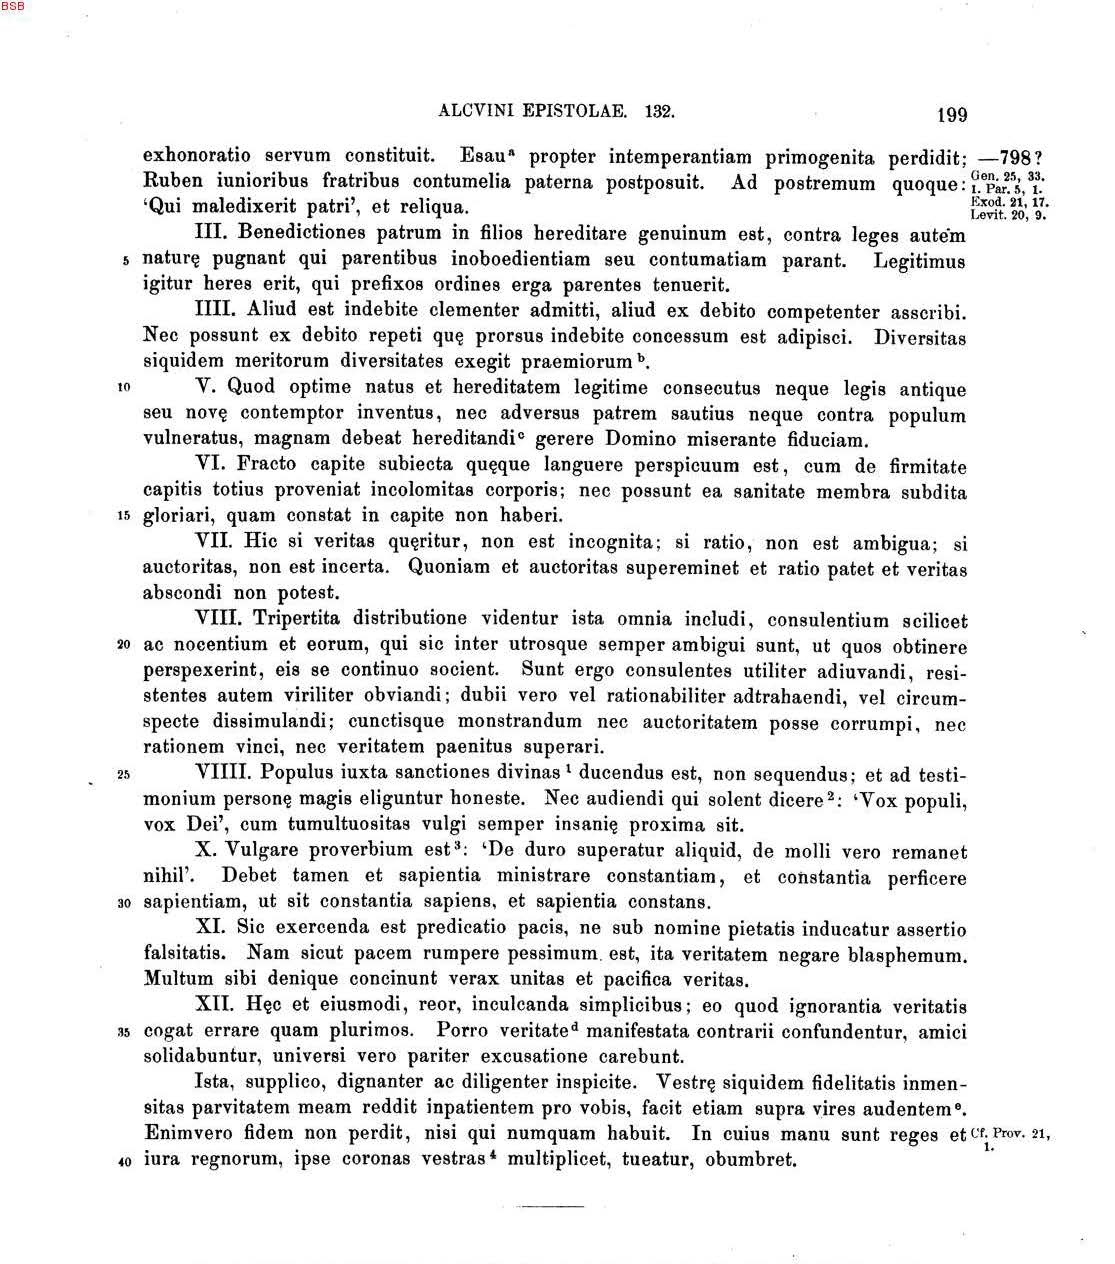 BSB
ALCVINI EPISTOLAE. 132.
199
exhonoratio servum constituit. Esauᵃ propter intemperantiam primogenita perdidit; —798?
Ruben iunioribus fratribus contumelia paterna postposuit. Ad postremum quoque: Gen. 25, 33. 1. Par. 5, 1.
‘Qui maledixerit patri’, et reliqua. Exod. 21, 17. Levit. 20, 9.
III. Benedictiones patrum in filios hereditare genuinum est, contra leges autem
5 naturę pugnant qui parentibus inoboedientiam seu contumatiam parant. Legitimus
igitur heres erit, qui prefixos ordines erga parentes tenuerit.
IIII. Aliud est indebite clementer admitti, aliud ex debito competenter asscribi.
Nec possunt ex debito repeti quę prorsus indebite concessum est adipisci. Diversitas
siquidem meritorum diversitates exegit praemiorumᵇ.
10 V. Quod optime natus et hereditatem legitime consecutus neque legis antique
seu novę contemptor inventus, nec adversus patrem sautius neque contra populum
vulneratus, magnam debeat hereditandiᶜ gerere Domino miserante fiduciam.
VI. Fracto capite subiecta quęque languere perspicuum est, cum de firmitate
capitis totius proveniat incolomitas corporis; nec possunt ea sanitate membra subdita
15 gloriari, quam constat in capite non haberi.
VII. Hic si veritas quęritur, non est incognita; si ratio, non est ambigua; si
auctoritas, non est incerta. Quoniam et auctoritas supereminet et ratio patet et veritas
abscondi non potest.
VIII. Tripertita distributione videntur ista omnia includi, consulentium scilicet
20 ac nocentium et eorum, qui sic inter utrosque semper ambigui sunt, ut quos obtinere
perspexerint, eis se continuo socient. Sunt ergo consulentes utiliter adiuvandi, resi-
stentes autem viriliter obviandi; dubii vero vel rationabiliter adtrahaendi, vel circum-
specte dissimulandi; cunctisque monstrandum nec auctoritatem posse corrumpi, nec
rationem vinci, nec veritatem paenitus superari.
25 VIIII. Populus iuxta sanctiones divinas¹ ducendus est, non sequendus; et ad testi-
monium personę magis eliguntur honeste. Nec audiendi qui solent dicere²: ‘Vox populi,
vox Dei’, cum tumultuositas vulgi semper insanię proxima sit.
X. Vulgare proverbium est³: ‘De duro superatur aliquid, de molli vero remanet
nihil’. Debet tamen et sapientia ministrare constantiam, et constantia perficere
30 sapientiam, ut sit constantia sapiens, et sapientia constans.
XI. Sic exercenda est predicatio pacis, ne sub nomine pietatis inducatur assertio
falsitatis. Nam sicut pacem rumpere pessimum est, ita veritatem negare blasphemum.
Multum sibi denique concinunt verax unitas et pacifica veritas.
XII. Hęc et eiusmodi, reor, inculcanda simplicibus; eo quod ignorantia veritatis
35 cogat errare quam plurimos. Porro veritateᵈ manifestata contrarii confundentur, amici
solidabuntur, universi vero pariter excusatione carebunt.
Ista, supplico, dignanter ac diligenter inspicite. Vestrę siquidem fidelitatis inmen-
sitas parvitatem meam reddit inpatientem pro vobis, facit etiam supra vires audentemᵉ.
Enimvero fidem non perdit, nisi qui numquam habuit. In cuius manu sunt reges et Cf. Prov. 21, 1.
40 iura regnorum, ipse coronas vestras⁴ multiplicet, tueatur, obumbret.